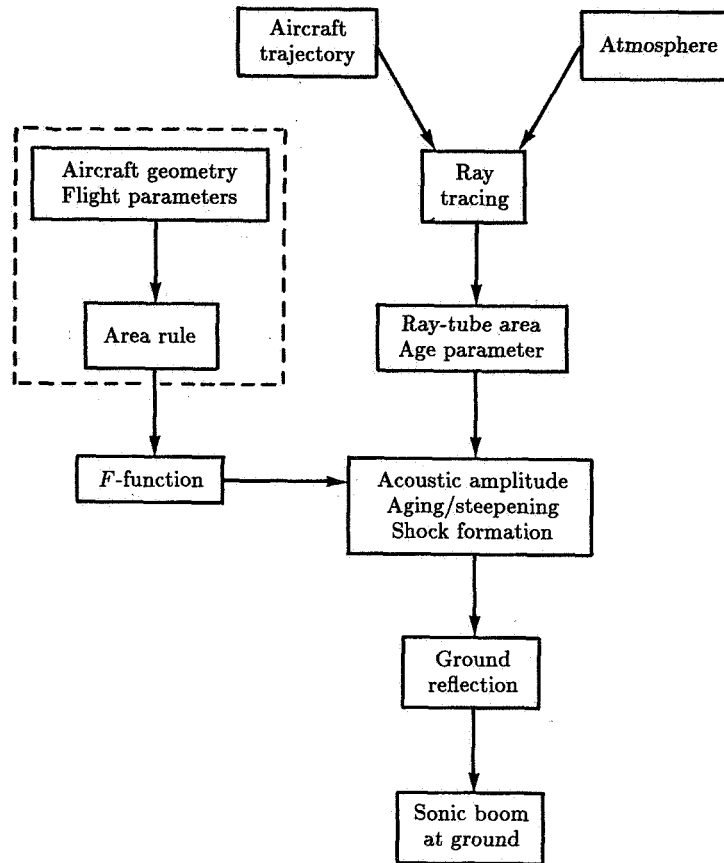 Aircraft
trajectory
Atmosphere
Aircraft geometry
Flight parameters
Ray
tracing
Area rule
Ray-tube area
Age parameter
F-function
Acoustic amplitude
Aging/steepening
Shock formation
Ground
reflection
Sonic boom
at ground